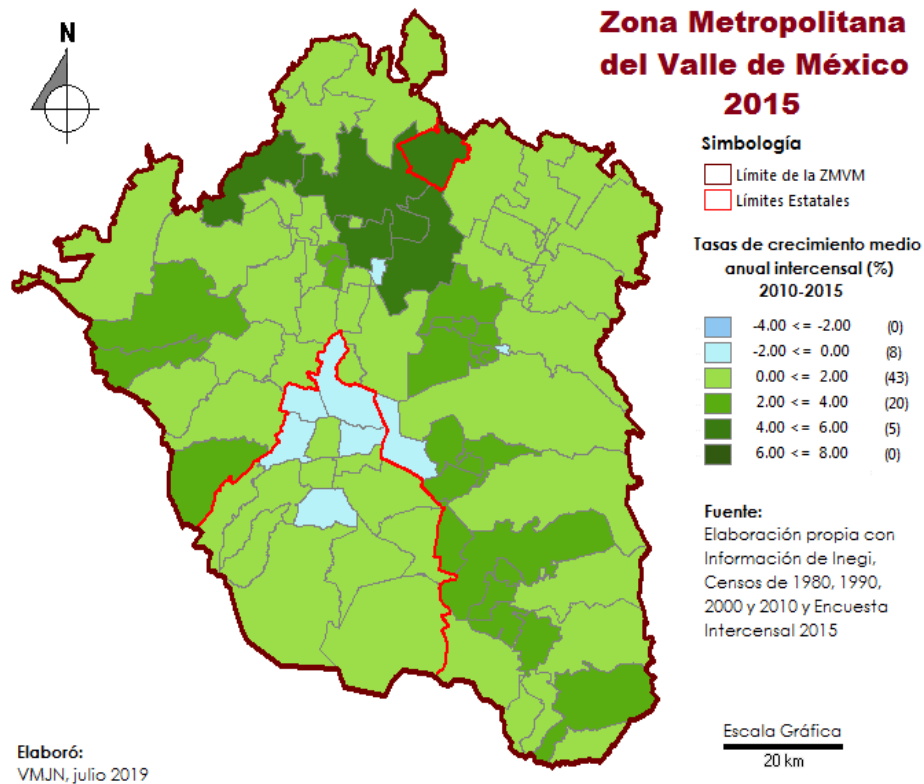 Zona Metropolitana
del Valle de México
2015
N
Simbología
Límite de la ZMVM
Límites Estatales
Tasas de crecimiento medio
anual intercensal (%)
2010-2015
-4.00 <= -2.00 (0)
-2.00 <= 0.00 (8)
0.00 <= 2.00 (43)
2.00 <= 4.00 (20)
4.00 <= 6.00 (5)
6.00 <= 8.00 (0)
Fuente:
Elaboración propia con
Información de Inegi,
Censos de 1980, 1990,
2000 y 2010 y Encuesta
Intercensal 2015
Escala Gráfica
20 km
Elaboró:
VMJN, julio 2019